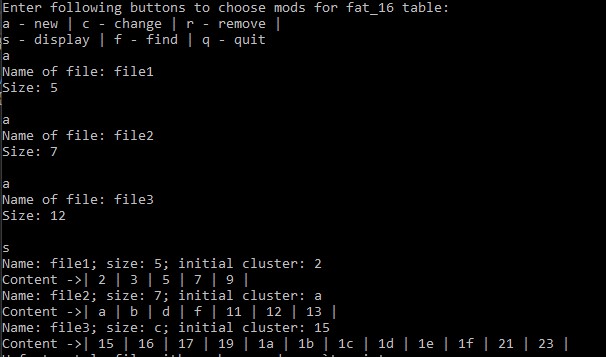 Enter following buttons to choose mods for fat_16 table:
a - new | c - change | r - remove |
s - display | f - find | q - quit
a
Name of file: file1
Size: 5
a
Name of file: file2
Size: 7
a
Name of file: file3
Size: 12
s
Name: file1; size: 5; initial cluster: 2
Content ->| 2 | 3 | 5 | 7 | 9 |
Name: file2; size: 7; initial cluster: a
Content ->| a | b | d | f | 11 | 12 | 13 |
Name: file3; size: c; initial cluster: 15
Content ->| 15 | 16 | 17 | 19 | 1a | 1b | 1c | 1d | 1e | 1f | 21 | 23 |